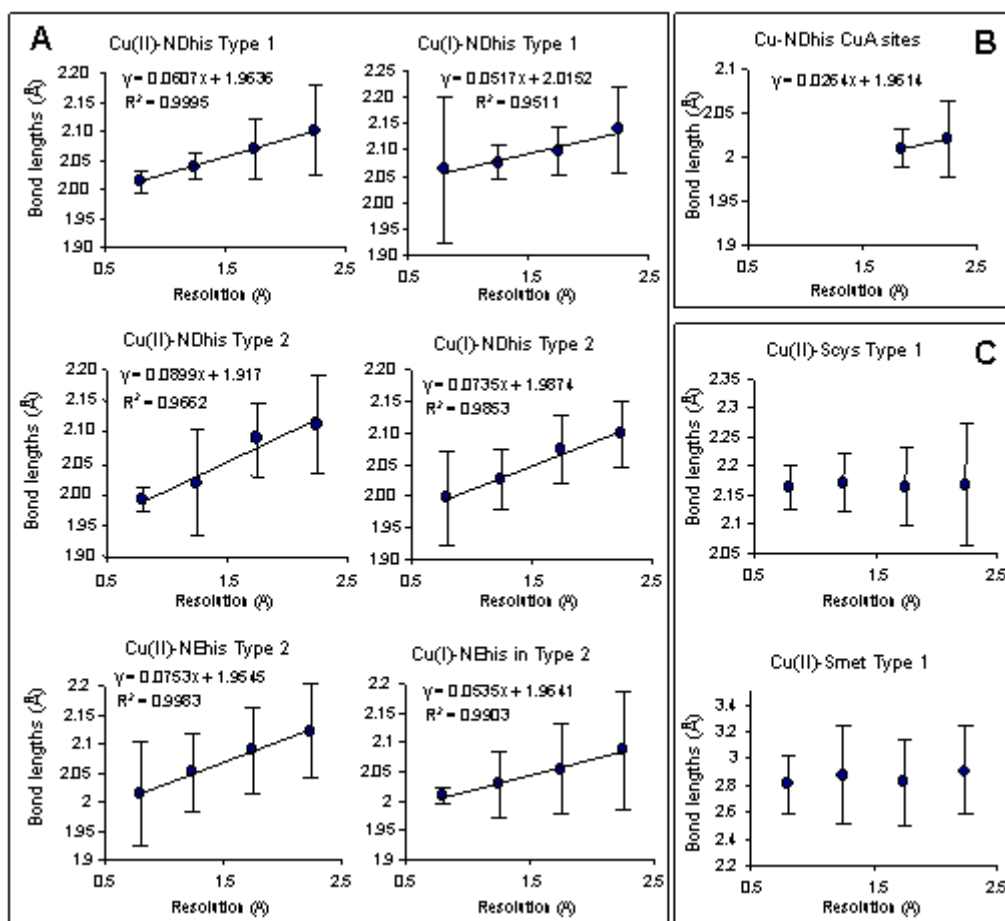 A
Cu(II)-NDhis Type 1
y = 0.0607x + 1.9636
R² = 0.9995
Bond lengths (Å)
2.20
2.15
2.10
2.05
2.00
1.95
1.90
0.5
1.5
2.5
Resolution (Å)
Cu(I)-NDhis Type 1
y = 0.0517x + 2.0152
R² = 0.9511
Bond lengths (Å)
2.25
2.20
2.15
2.10
2.05
2.00
1.95
1.90
0.5
1.5
2.5
Resolution (Å)
Cu(II)-NDhis Type 2
y = 0.0899x + 1.917
R² = 0.9662
Bond lengths (Å)
2.20
2.15
2.10
2.05
2.00
1.95
1.90
0.5
1.5
2.5
Resolution (Å)
Cu(I)-NDhis Type 2
y = 0.0735x + 1.9874
R² = 0.9853
Bond lengths (Å)
2.20
2.15
2.10
2.05
2.00
1.95
1.90
0.5
1.5
2.5
Resolution (Å)
Cu(II)-NEhis Type 2
y = 0.0753x + 1.9545
R² = 0.9983
Bond lengths (Å)
2.2
2.15
2.1
2.05
2
1.95
1.9
0.5
1.5
2.5
Resolution (Å)
Cu(I)-NEhis in Type 2
y = 0.0535x + 1.9641
R² = 0.9903
Bond lengths (Å)
2.2
2.15
2.1
2.05
2
1.95
1.9
0.5
1.5
2.5
Resolution (Å)
B
Cu-NDhis CuA sites
y = 0.0264x + 1.9614
Bond length (Å)
2.1
2.05
2
1.95
1.9
0.5
1.5
2.5
Resolution (Å)
C
Cu(II)-Scys Type 1
Bond lengths (Å)
2.35
2.3
2.25
2.2
2.15
2.1
2.05
0.5
1.5
2.5
Resolution (Å)
Cu(II)-Smet Type 1
Bond lengths (Å)
3.4
3.2
3
2.8
2.6
2.4
2.2
0.5
1.5
2.5
Resolution (Å)